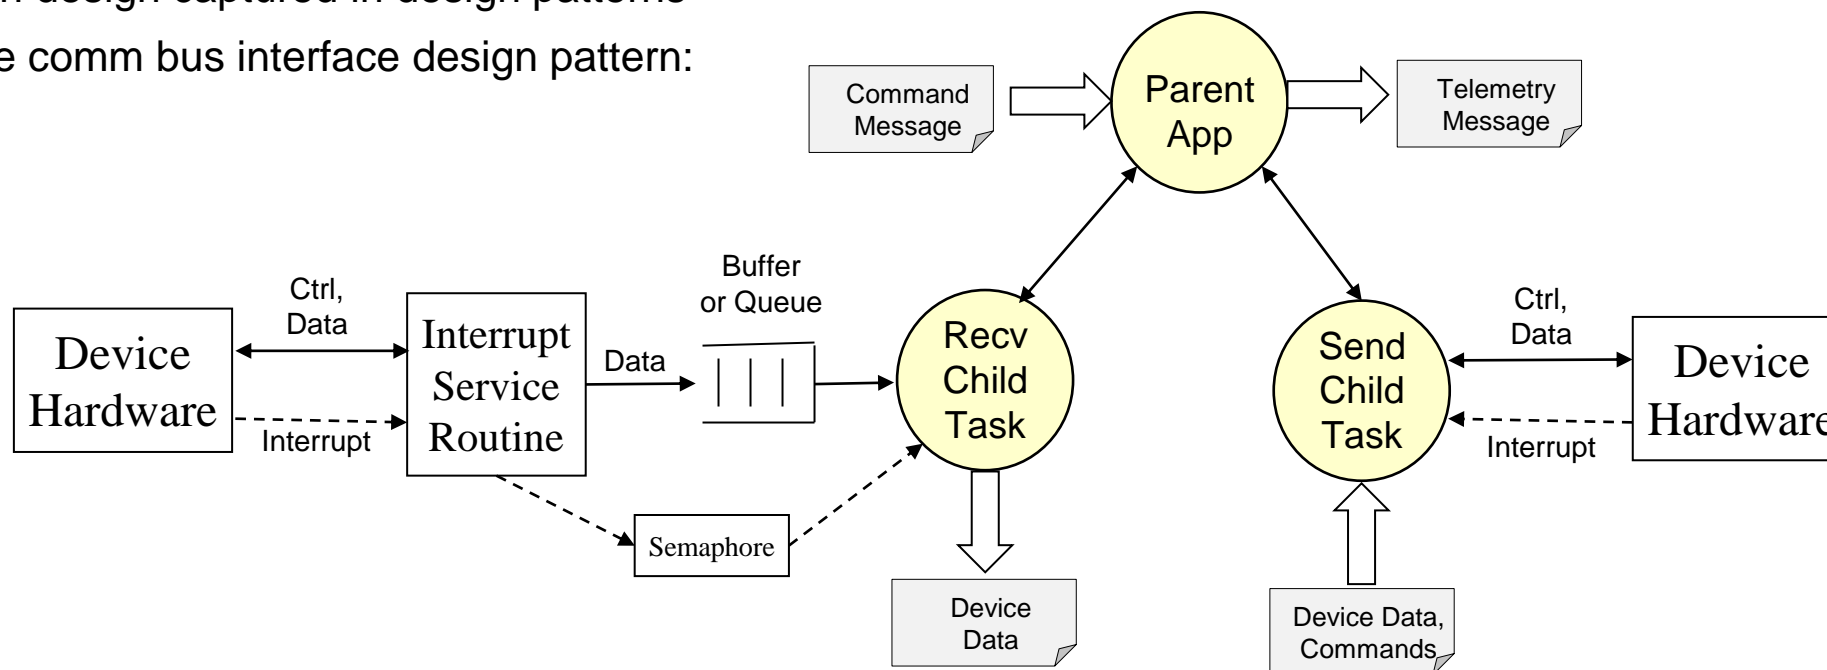 n design captured in design patterns
e comm bus interface design pattern:
Command
Message
Parent
App
Telemetry
Message
Device
Hardware
Ctrl,
Data
Interrupt
Interrupt
Service
Routine
Data
Buffer
or Queue
Semaphore
Recv
Child
Task
Device
Data
Send
Child
Task
Device Data,
Commands
Ctrl,
Data
Interrupt
Device
Hardware